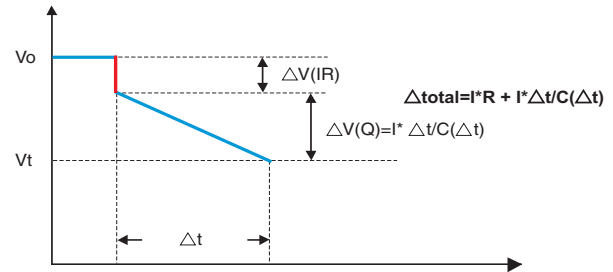 Vo
△V(IR)
△total=I*R + I*△t/C(△t)
△V(Q)=I* △t/C(△t)
Vt
△t